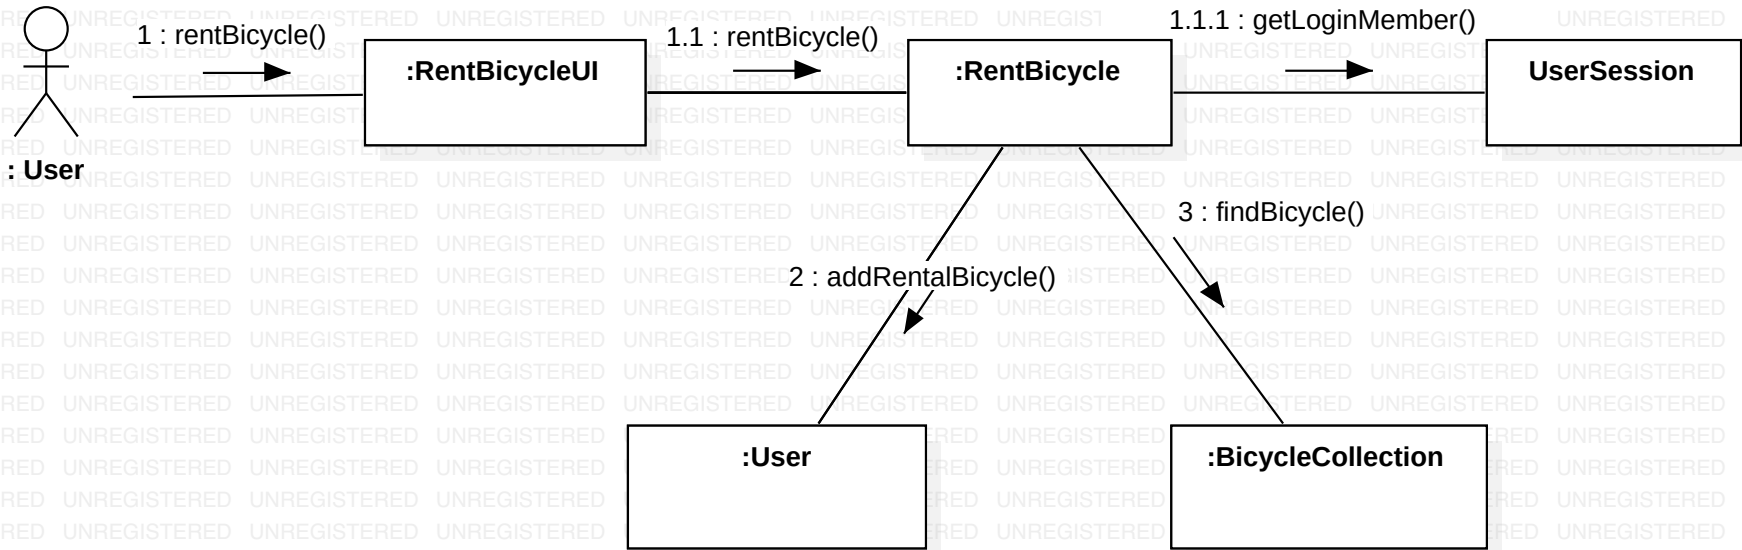 1 : rentBicycle()
1.1 : rentBicycle()
1.1.1 : getLoginMember()
:RentBicycleUI
:RentBicycle
UserSession
: User
3 : findBicycle()
2 : addRentalBicycle()
:User
:BicycleCollection
UNREGISTERED